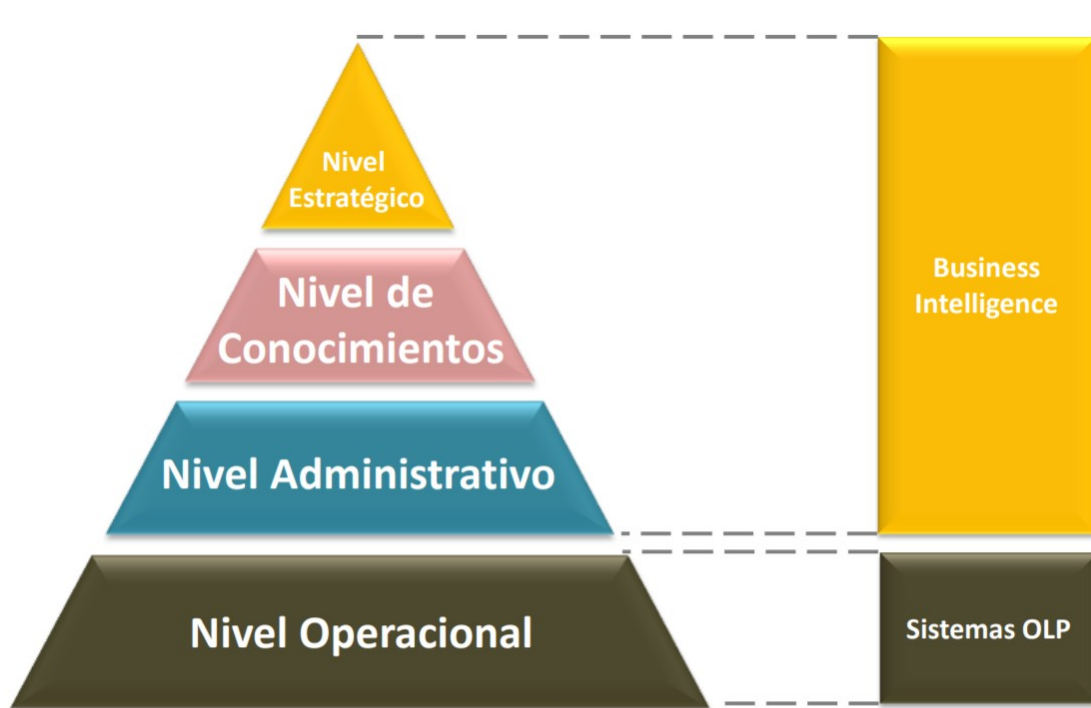 Nivel
Estratégico
Nivel de
Conocimientos
Nivel Administrativo
Nivel Operacional
Business
Intelligence
Sistemas OLP